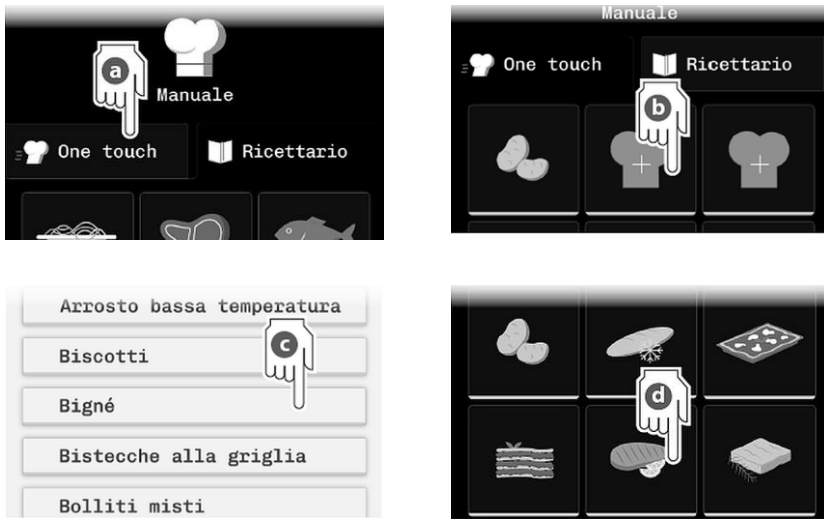 a
Manuale
One touch
Ricettario
Manuale
One touch
Ricettario
b
Arrosto bassa temperatura
c
Biscotti
Bigné
Bistecche alla griglia
Bolliti misti
d